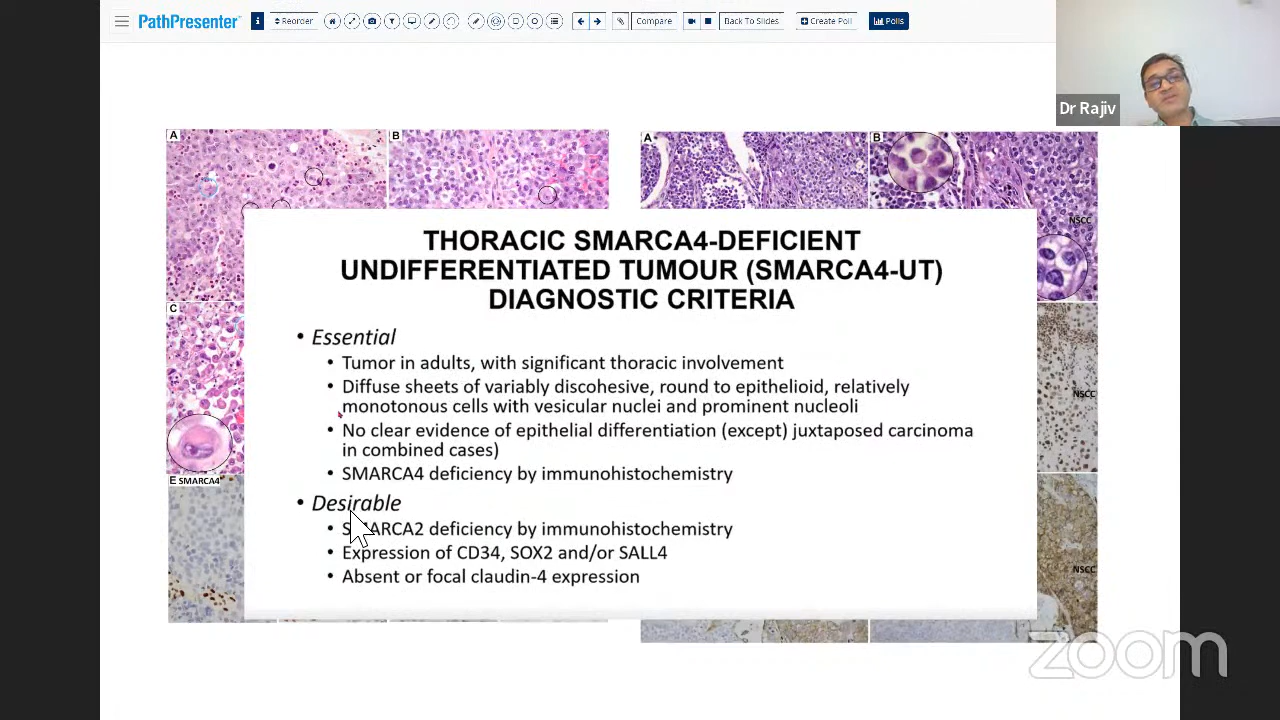 PathPresenter
Reorder
Compare
Back To Slides
Create Poll
Polls
Dr Rajiv
A
B
A
B
NSCC
THORACIC SMARCA4-DEFICIENT
UNDIFFERENTIATED TUMOUR (SMARCA4-UT)
DIAGNOSTIC CRITERIA
C
• Essential
• Tumor in adults, with significant thoracic involvement
• Diffuse sheets of variably discohesive, round to epithelioid, relatively
monotonous cells with vesicular nuclei and prominent nucleoli
NSCC
• No clear evidence of epithelial differentiation (except) juxtaposed carcinoma
in combined cases)
• SMARCA4 deficiency by immunohistochemistry
E SMARCA4
• Desirable
• SMARCA2 deficiency by immunohistochemistry
• Expression of CD34, SOX2 and/or SALL4
NSCC
• Absent or focal claudin-4 expression
zoom